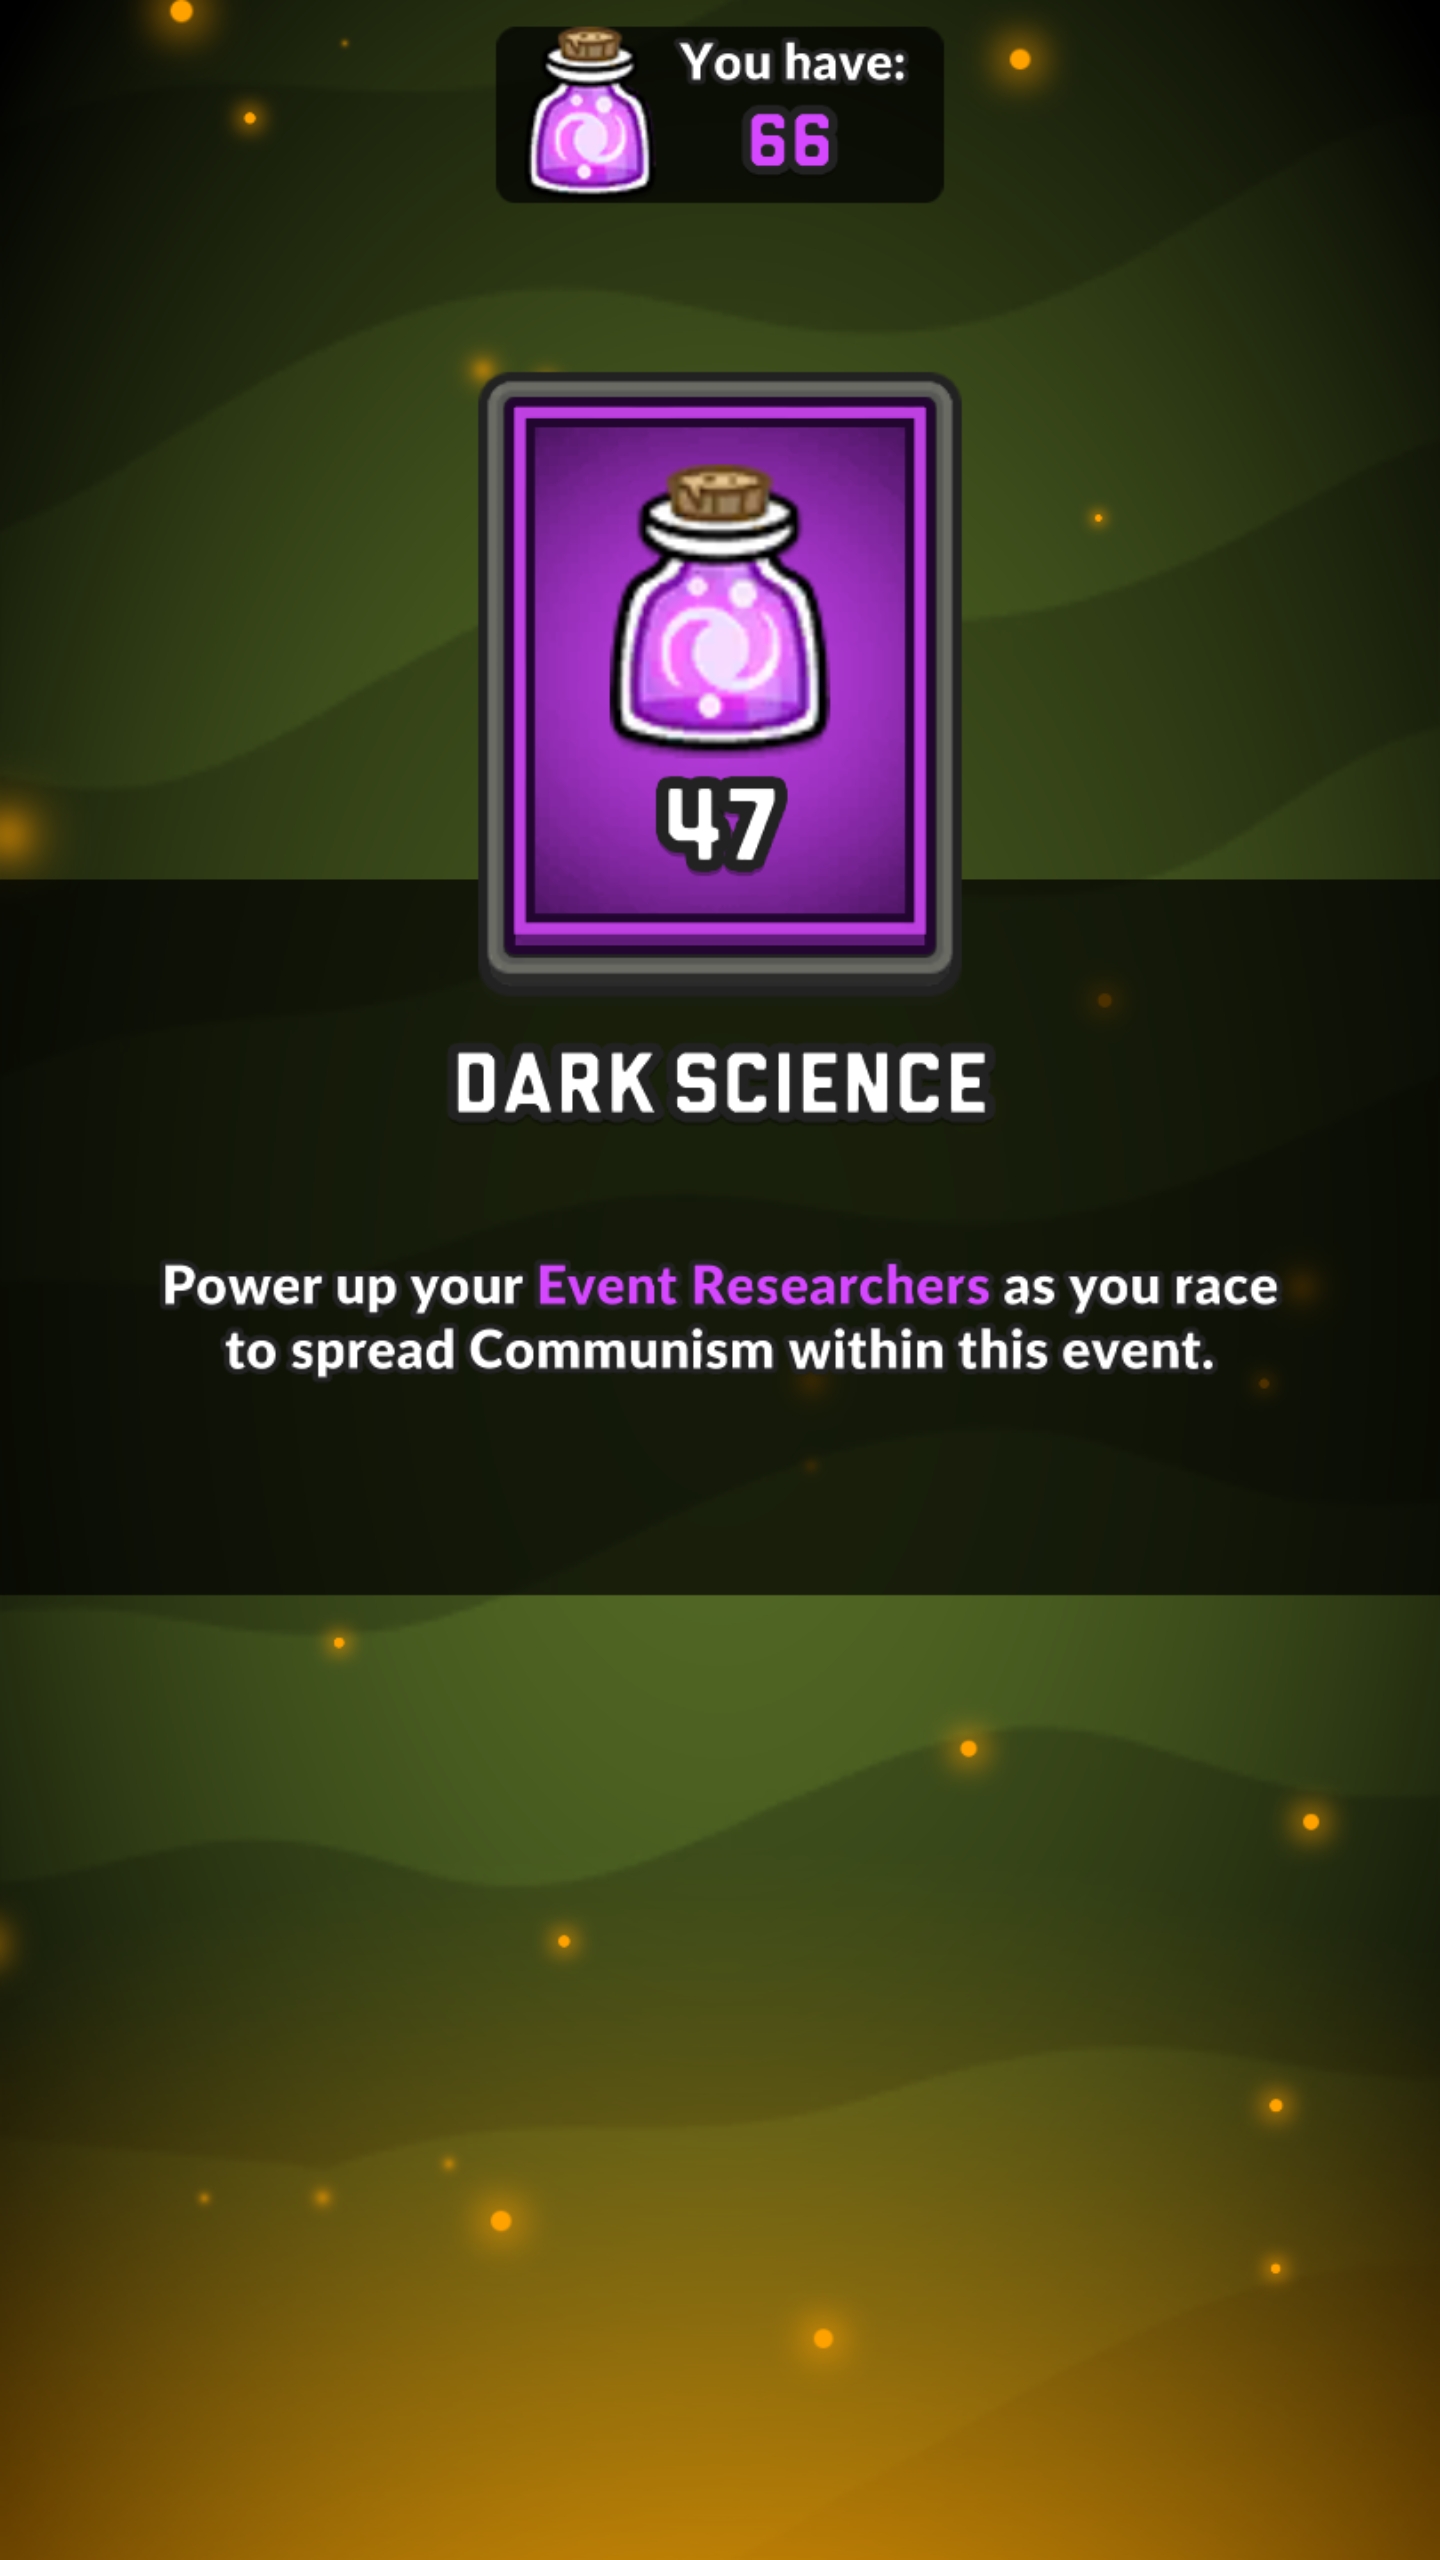 You have:
66
47
DARK SCIENCE
Power up your Event Researchers as you race
to spread Communism within this event.